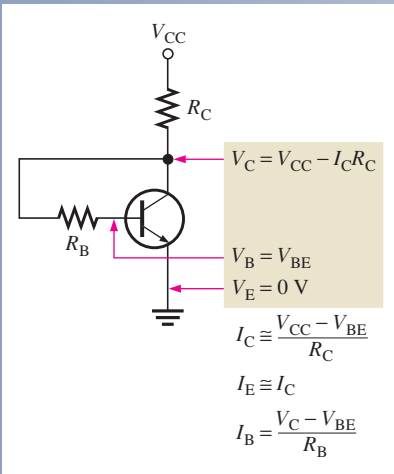 V_CC
R_C
V_C = V_CC − I_C R_C
R_B
V_B = V_BE
V_E = 0 V
I_C ≅ (V_CC − V_BE) / R_C
I_E ≅ I_C
I_B = (V_C − V_BE) / R_B